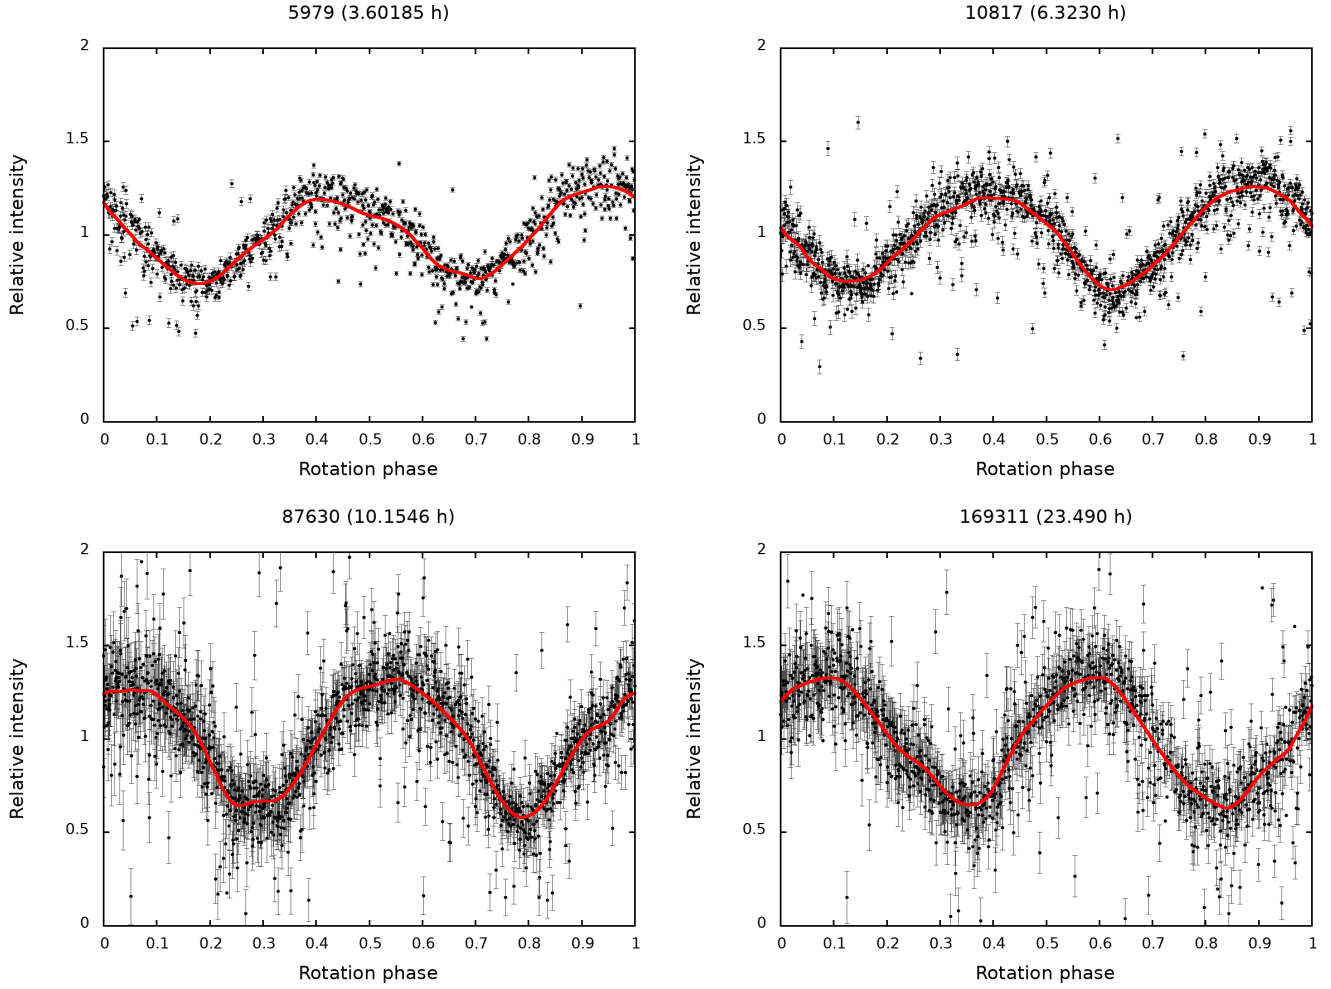 5979 (3.60185 h)
2
1.5
1
0.5
0
Relative intensity
0 0.1 0.2 0.3 0.4 0.5 0.6 0.7 0.8 0.9 1
Rotation phase
10817 (6.3230 h)
2
1.5
1
0.5
0
Relative intensity
0 0.1 0.2 0.3 0.4 0.5 0.6 0.7 0.8 0.9 1
Rotation phase
87630 (10.1546 h)
2
1.5
1
0.5
0
Relative intensity
0 0.1 0.2 0.3 0.4 0.5 0.6 0.7 0.8 0.9 1
Rotation phase
169311 (23.490 h)
2
1.5
1
0.5
0
Relative intensity
0 0.1 0.2 0.3 0.4 0.5 0.6 0.7 0.8 0.9 1
Rotation phase